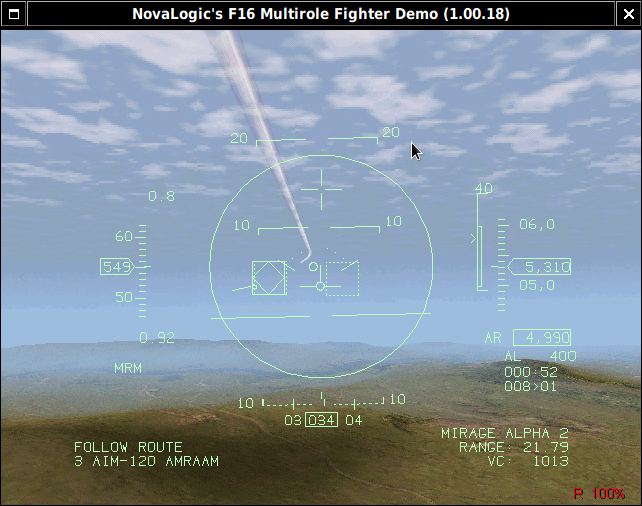 NovaLogic's F16 Multirole Fighter Demo (1.00.18)
20 20
0.8 40
10 10 06,0
60
549 5,310
50 05,0
0.92 AR 4,990
AL 400
MRM 000:52
008>01
10 10
03 034 04
FOLLOW ROUTE MIRAGE ALPHA 2
3 AIM-120 AMRAAM RANGE: 21.79
VC: 1013
R 100%